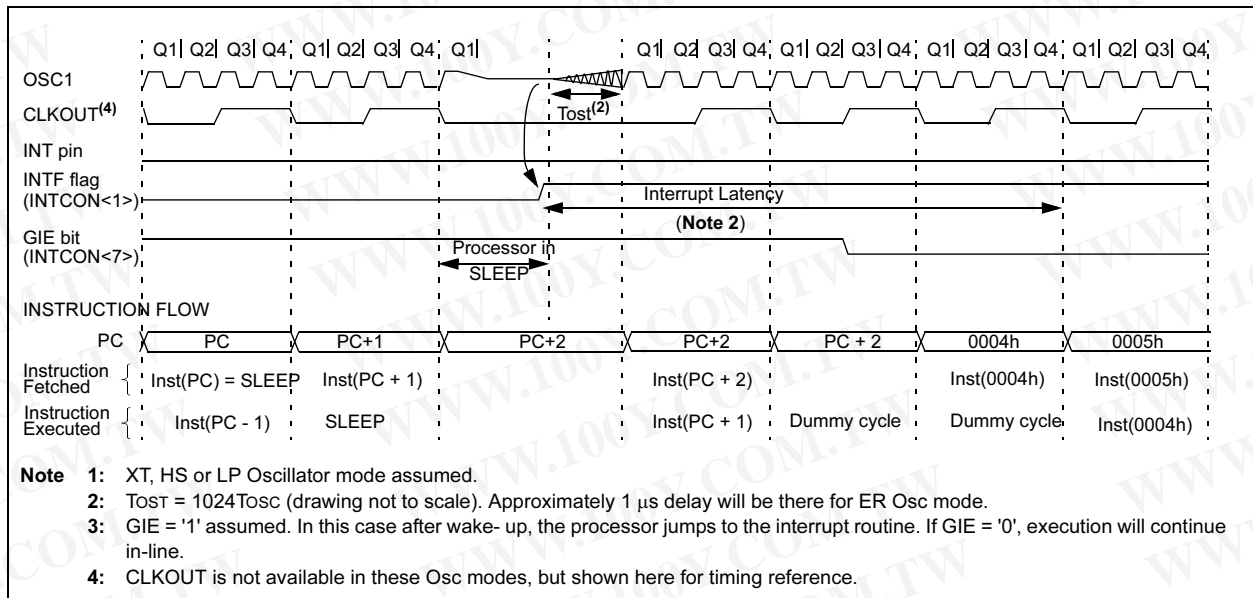 Q1 Q2 Q3 Q4 Q1 Q2 Q3 Q4 Q1 Q1 Q2 Q3 Q4 Q1 Q2 Q3 Q4 Q1 Q2 Q3 Q4 Q1 Q2 Q3 Q4
OSC1
CLKOUT(4)
Tost(2)
INT pin
INTF flag
(INTCON<1>)
Interrupt Latency
(Note 2)
GIE bit
(INTCON<7>)
Processor in
SLEEP
INSTRUCTION FLOW
PC PC PC+1 PC+2 PC+2 PC + 2 0004h 0005h
Instruction
Fetched { Inst(PC) = SLEEP Inst(PC + 1) Inst(PC + 2) Inst(0004h) Inst(0005h)
Instruction
Executed { Inst(PC - 1) SLEEP Inst(PC + 1) Dummy cycle Dummy cycle Inst(0004h)
Note 1: XT, HS or LP Oscillator mode assumed.
2: TOST = 1024TOSC (drawing not to scale). Approximately 1 μs delay will be there for ER Osc mode.
3: GIE = '1' assumed. In this case after wake- up, the processor jumps to the interrupt routine. If GIE = '0', execution will continue
in-line.
4: CLKOUT is not available in these Osc modes, but shown here for timing reference.
WWW.100Y.COM.TW